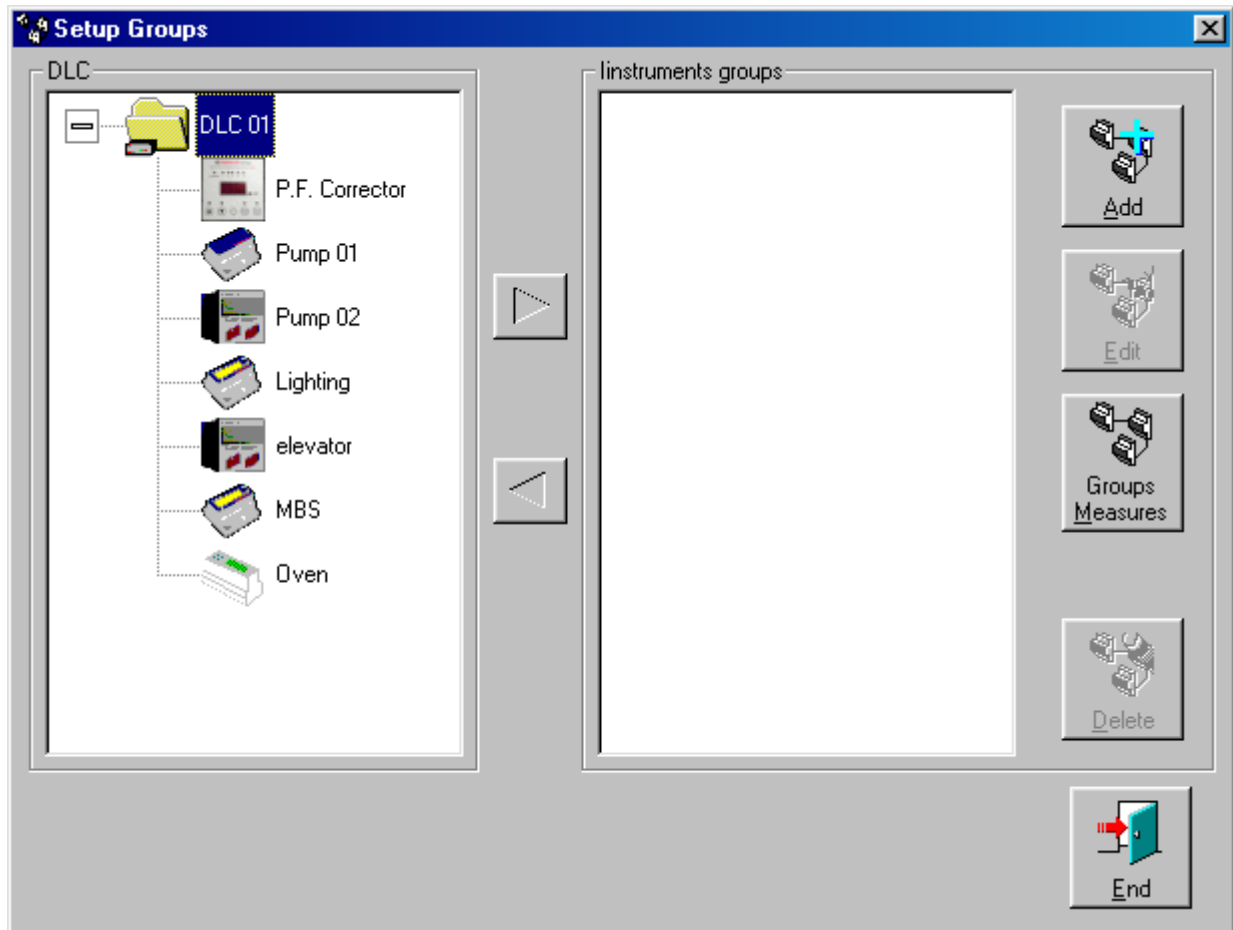 Setup Groups
DLC
DLC 01
P.F. Corrector
Pump 01
Pump 02
Lighting
elevator
MBS
Oven
Iinstruments groups
Add
Edit
Groups
Measures
Delete
End